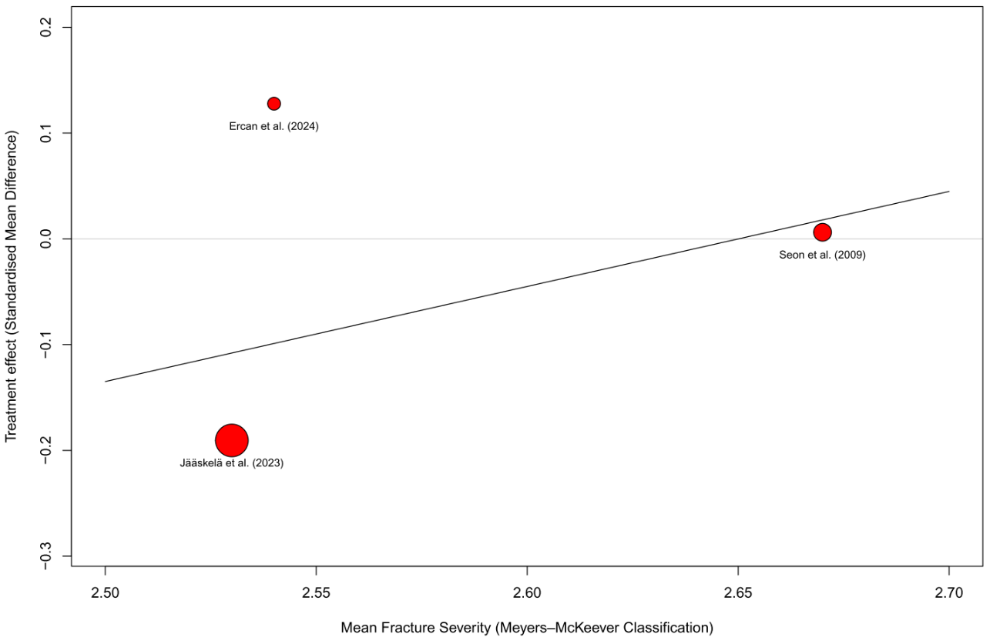 0.2
0.1
0.0
−0.1
−0.2
−0.3
Treatment effect (Standardised Mean Difference)
Ercan et al. (2024)
Seon et al. (2009)
Jääskelä et al. (2023)
2.50
2.55
2.60
2.65
2.70
Mean Fracture Severity (Meyers–McKeever Classification)